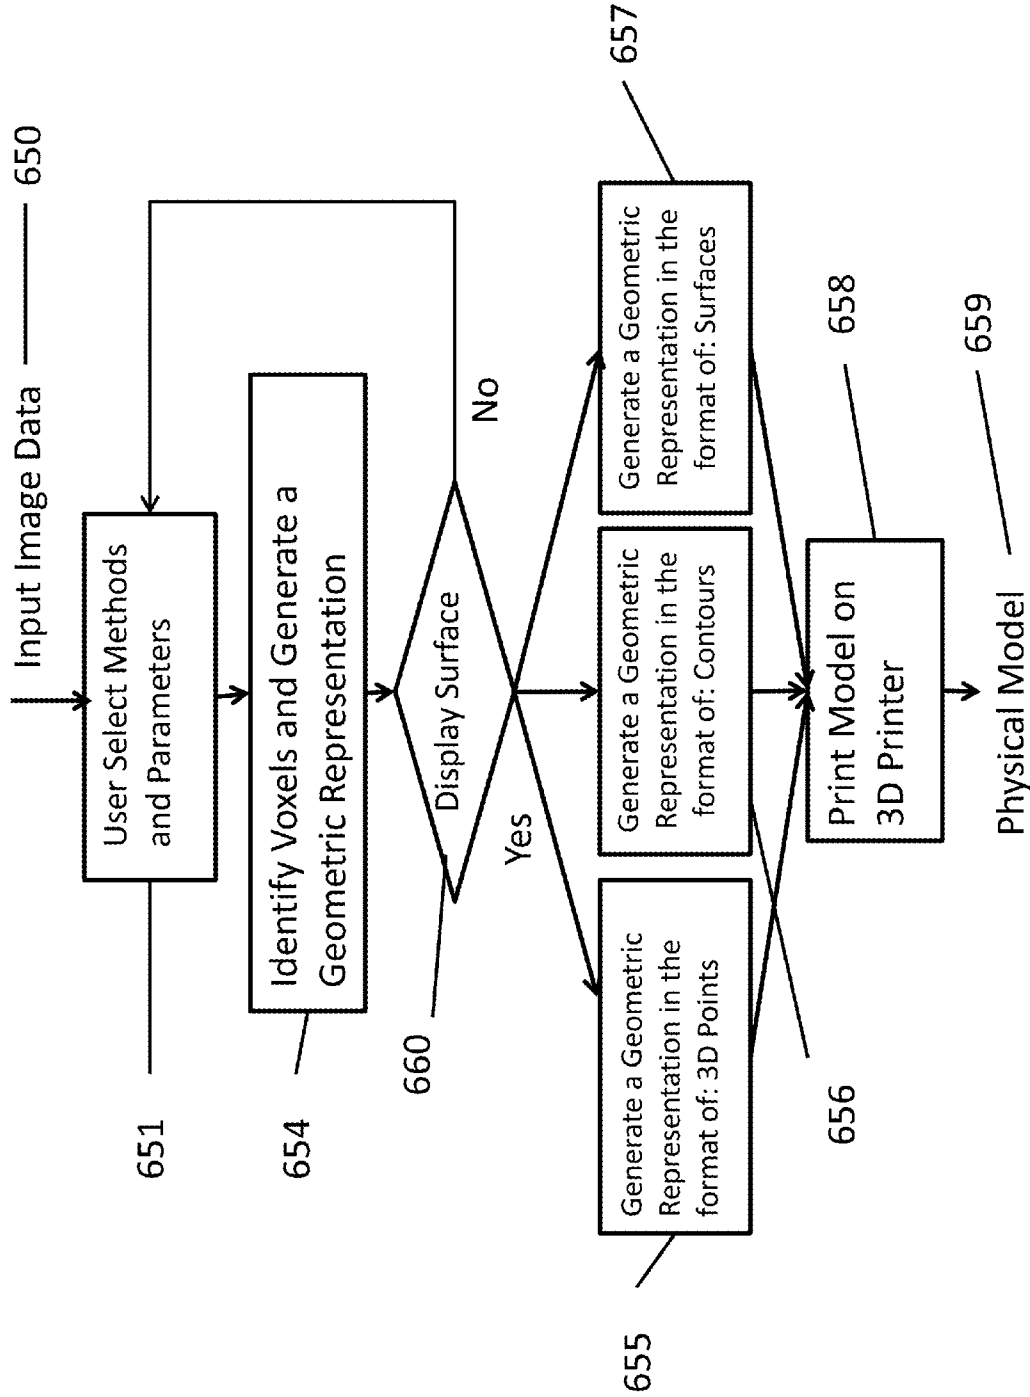 Input Image Data
650
User Select Methods
and Parameters
651
Identify Voxels and Generate a
Geometric Representation
654
Display Surface
660
No
Yes
Generate a Geometric
Representation in the
format of: 3D Points
655
Generate a Geometric
Representation in the
format of: Contours
656
Generate a Geometric
Representation in the
format of: Surfaces
657
Print Model on
3D Printer
658
Physical Model
659